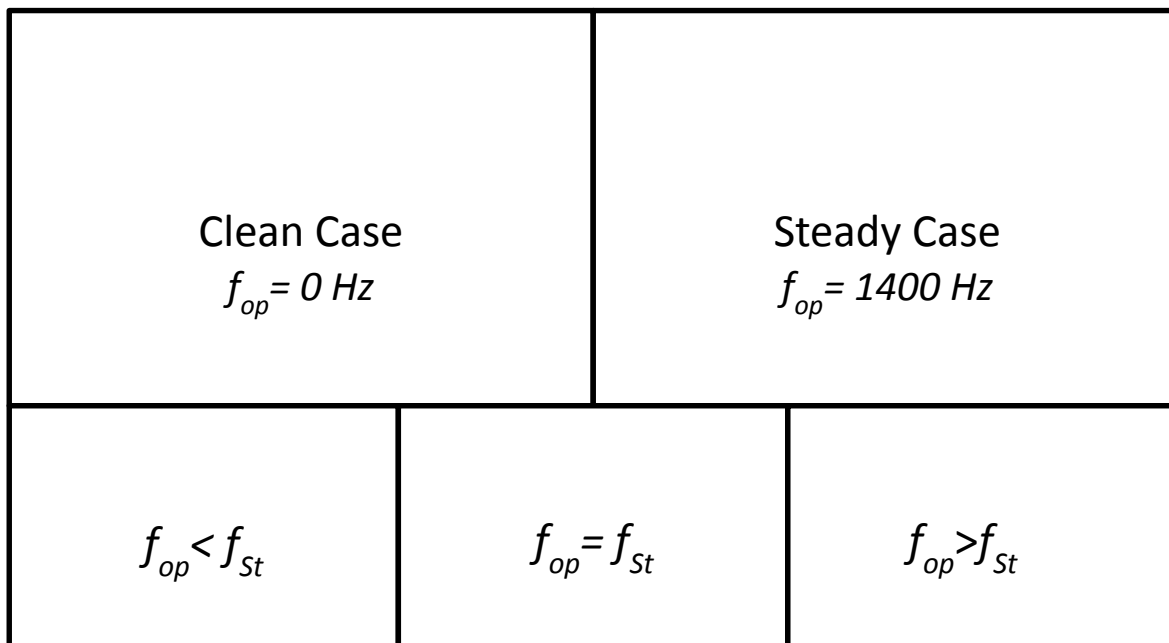 Clean Case
f_op= 0 Hz
Steady Case
f_op= 1400 Hz
f_op< f_St
f_op= f_St
f_op>f_St